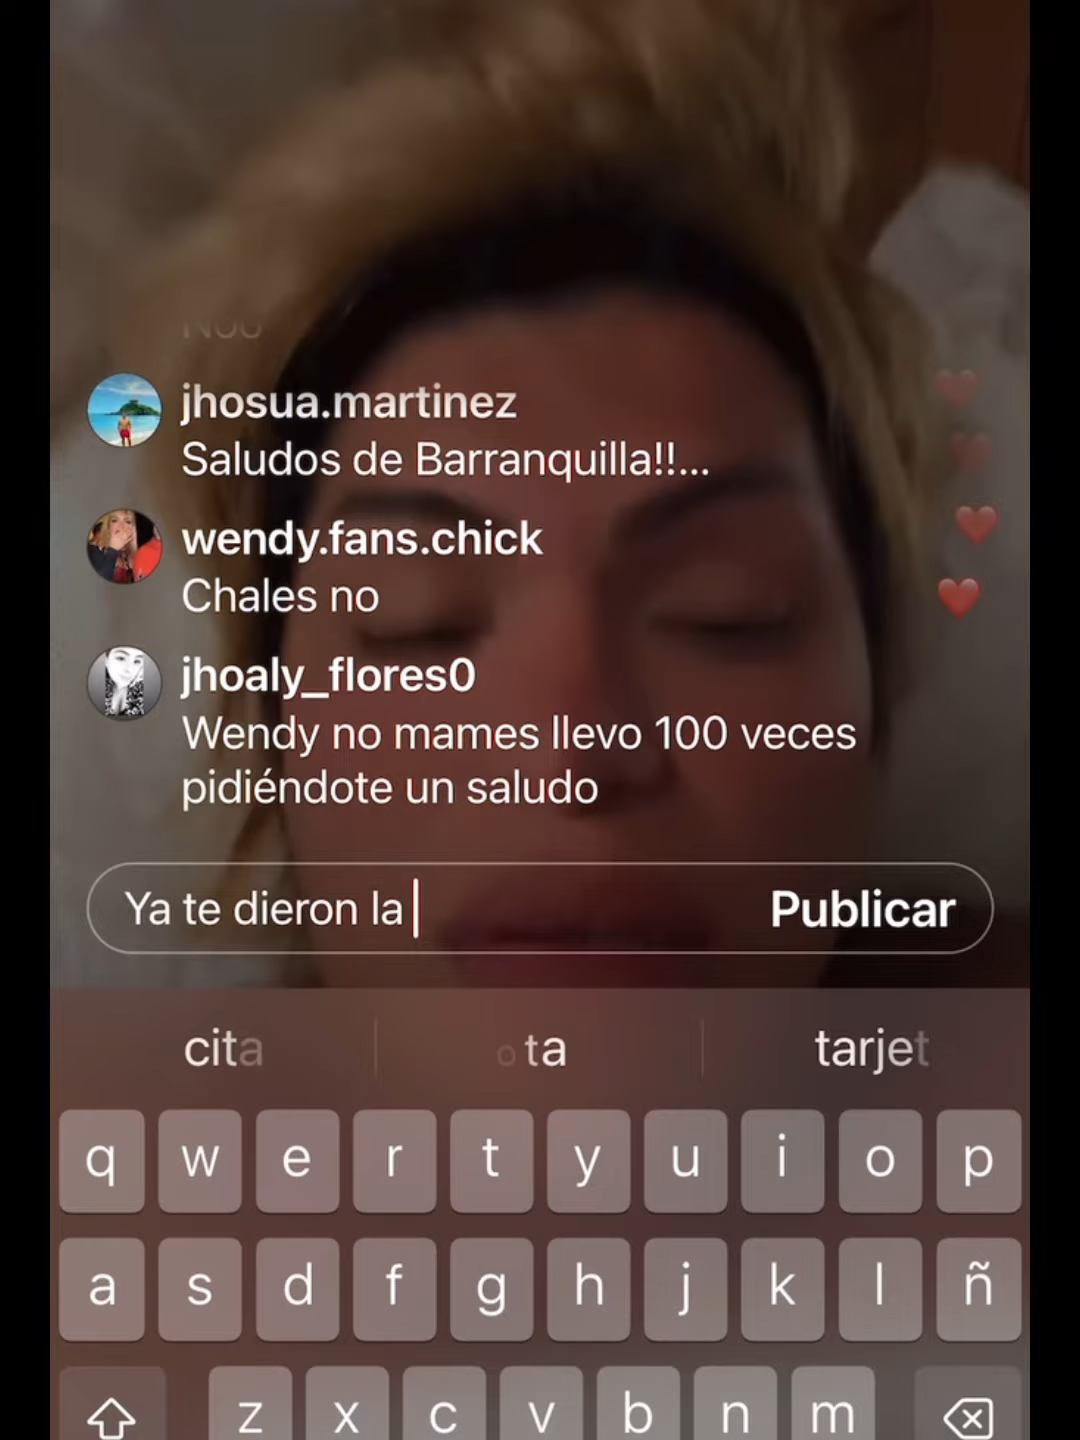 Noo
jhosua.martinez
Saludos de Barranquilla!!...
wendy.fans.chick
Chales no
jhoaly_flores0
Wendy no mames llevo 100 veces
pidiéndote un saludo
Ya te dieron la
Publicar
cita
ta
tarjet
q w e r t y u i o p
a s d f g h j k l ñ
z x c v b n m